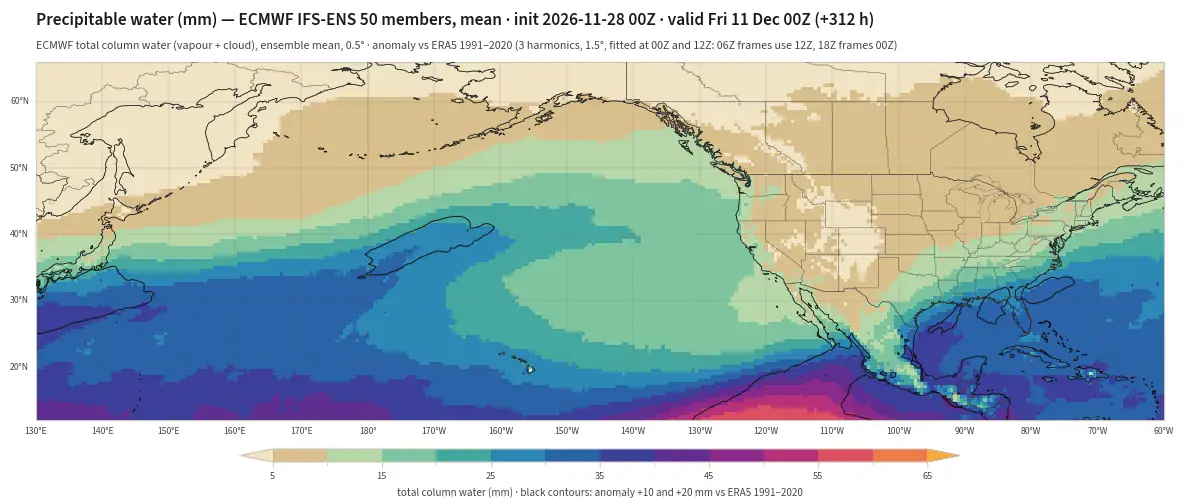 Precipitable water (mm) — ECMWF IFS-ENS 50 members, mean · init 2026-11-28 00Z · valid Fri 11 Dec 00Z (+312 h)
ECMWF total column water (vapour + cloud), ensemble mean, 0.5° · anomaly vs ERA5 1991–2020 (3 harmonics, 1.5°, fitted at 00Z and 12Z: 06Z frames use 12Z, 18Z frames 00Z)
60°N
50°N
40°N
30°N
20°N
130°E 140°E 150°E 160°E 170°E 180° 170°W 160°W 150°W 140°W 130°W 120°W 110°W 100°W 90°W 80°W 70°W 60°W
5 15 25 35 45 55 65
total column water (mm) · black contours: anomaly +10 and +20 mm vs ERA5 1991–2020